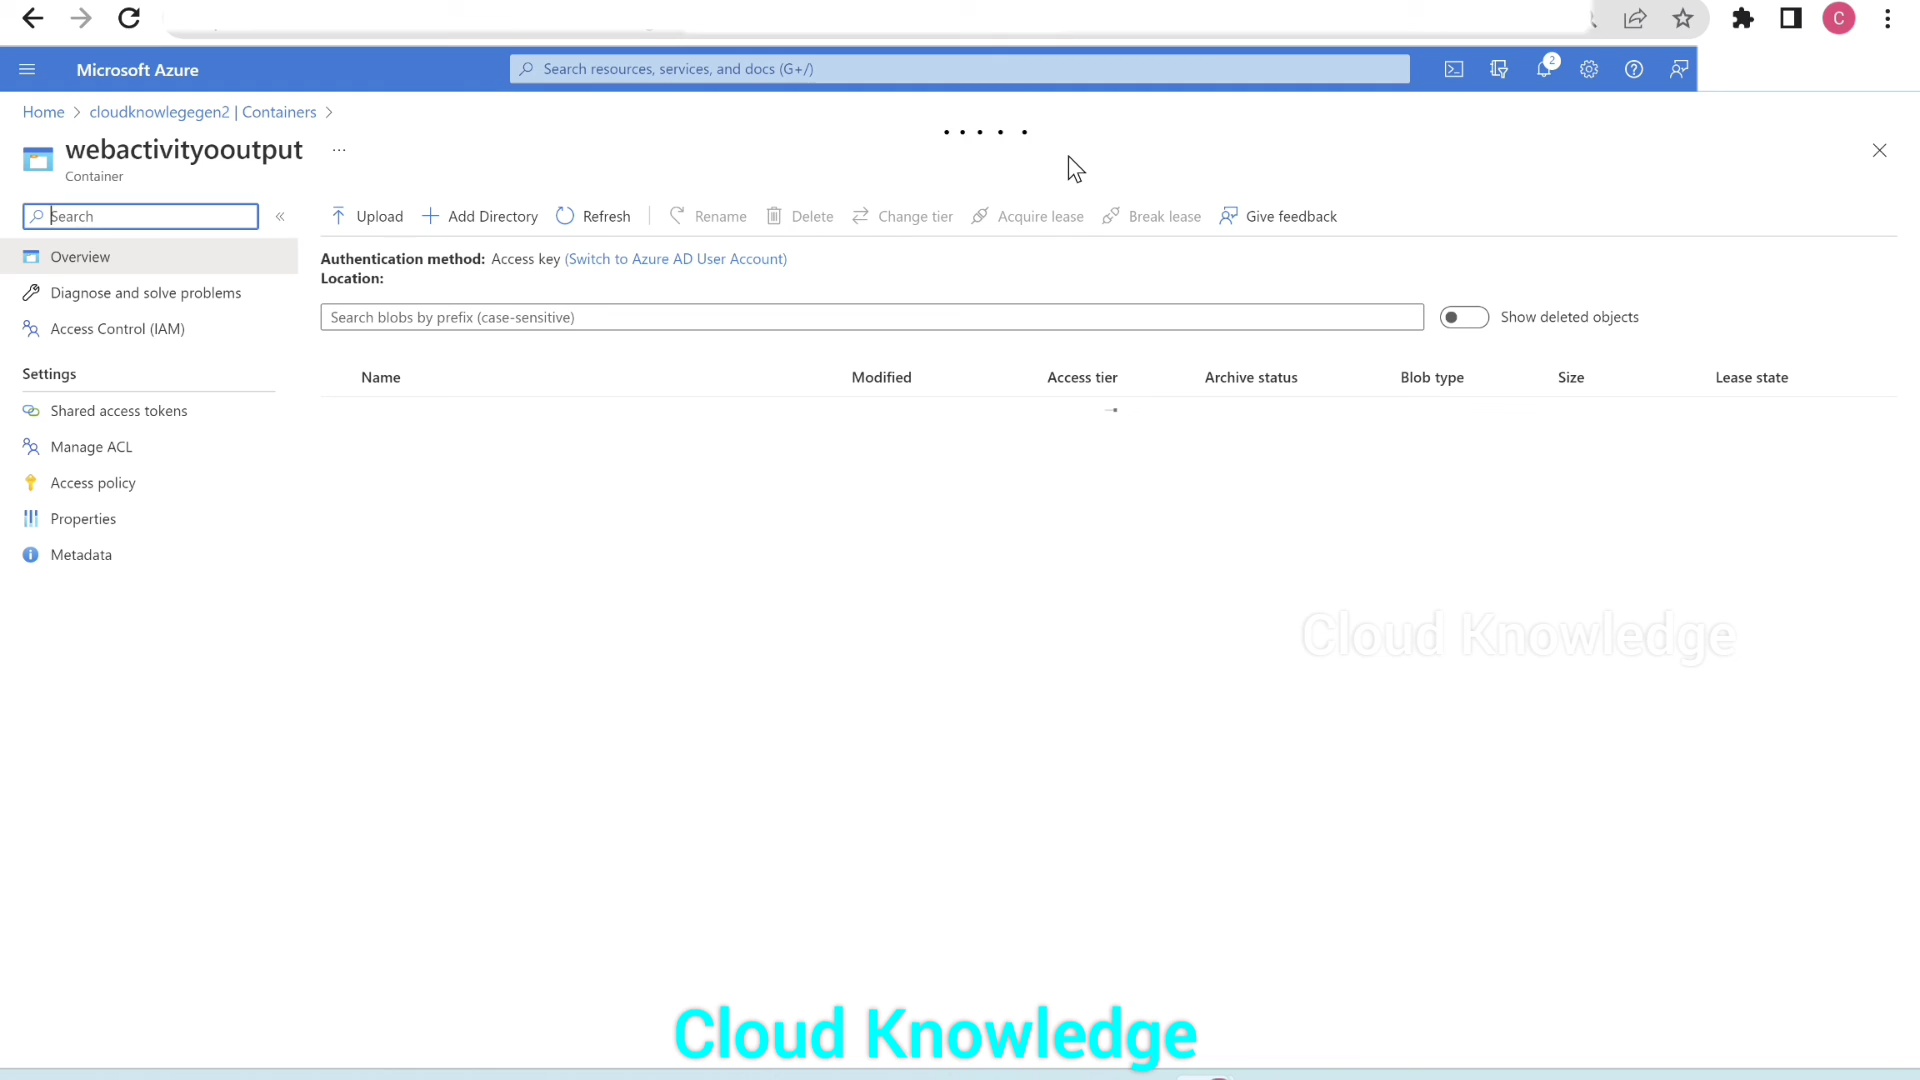 C
Microsoft Azure
Search resources, services, and docs (G+/)
2
Home > cloudknowlegegen2 | Containers >
webactivityooutput ...
Container
Search «
Upload + Add Directory Refresh | Rename Delete Change tier Acquire lease Break lease Give feedback
Overview
Diagnose and solve problems
Access Control (IAM)
Settings
Shared access tokens
Manage ACL
Access policy
Properties
Metadata
Authentication method: Access key (Switch to Azure AD User Account)
Location:
Search blobs by prefix (case-sensitive)
Show deleted objects
Name Modified Access tier Archive status Blob type Size Lease state
Cloud Knowledge
Cloud Knowledge